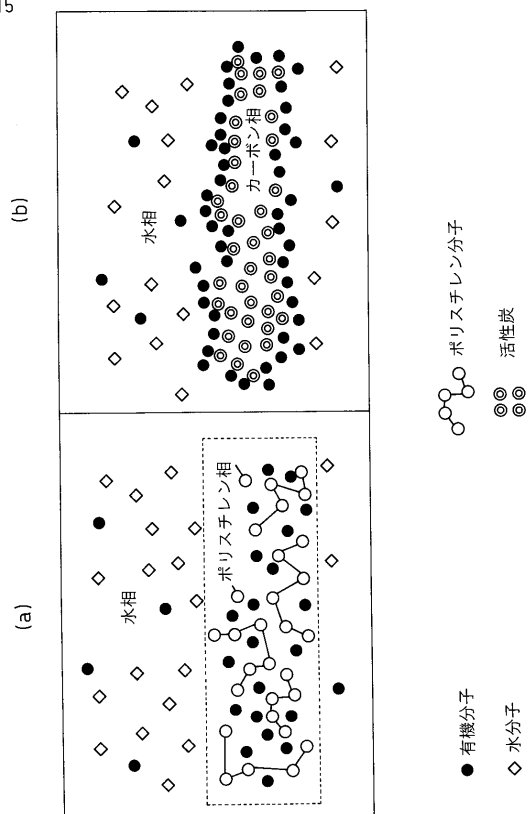 15
(a)
(b)
水相
ポリスチレン相
水相
カーボン相
有機分子
ポリスチレン分子
水分子
活性炭